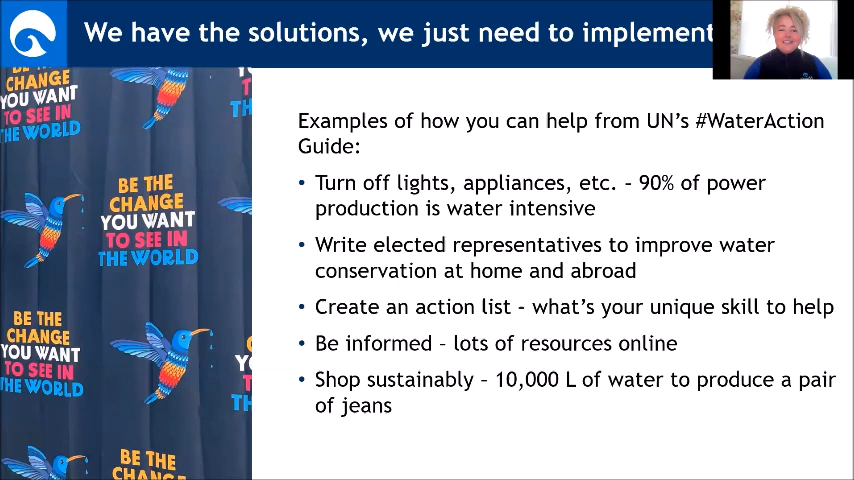 We have the solutions, we just need to implement
Examples of how you can help from UN's #WaterAction
Guide:
• Turn off lights, appliances, etc. – 90% of power
production is water intensive
• Write elected representatives to improve water
conservation at home and abroad
• Create an action list - what's your unique skill to help
• Be informed – lots of resources online
• Shop sustainably – 10,000 L of water to produce a pair
of jeans
BE THE
CHANGE
YOU WANT
TO SEE IN
THE WORLD
BE THE
CHANGE
YOU WANT
TO SEE IN
THE WORLD
BE THE
CHANGE
YOU WANT
TO SEE IN
THE WORLD
BE THE
CHANGE